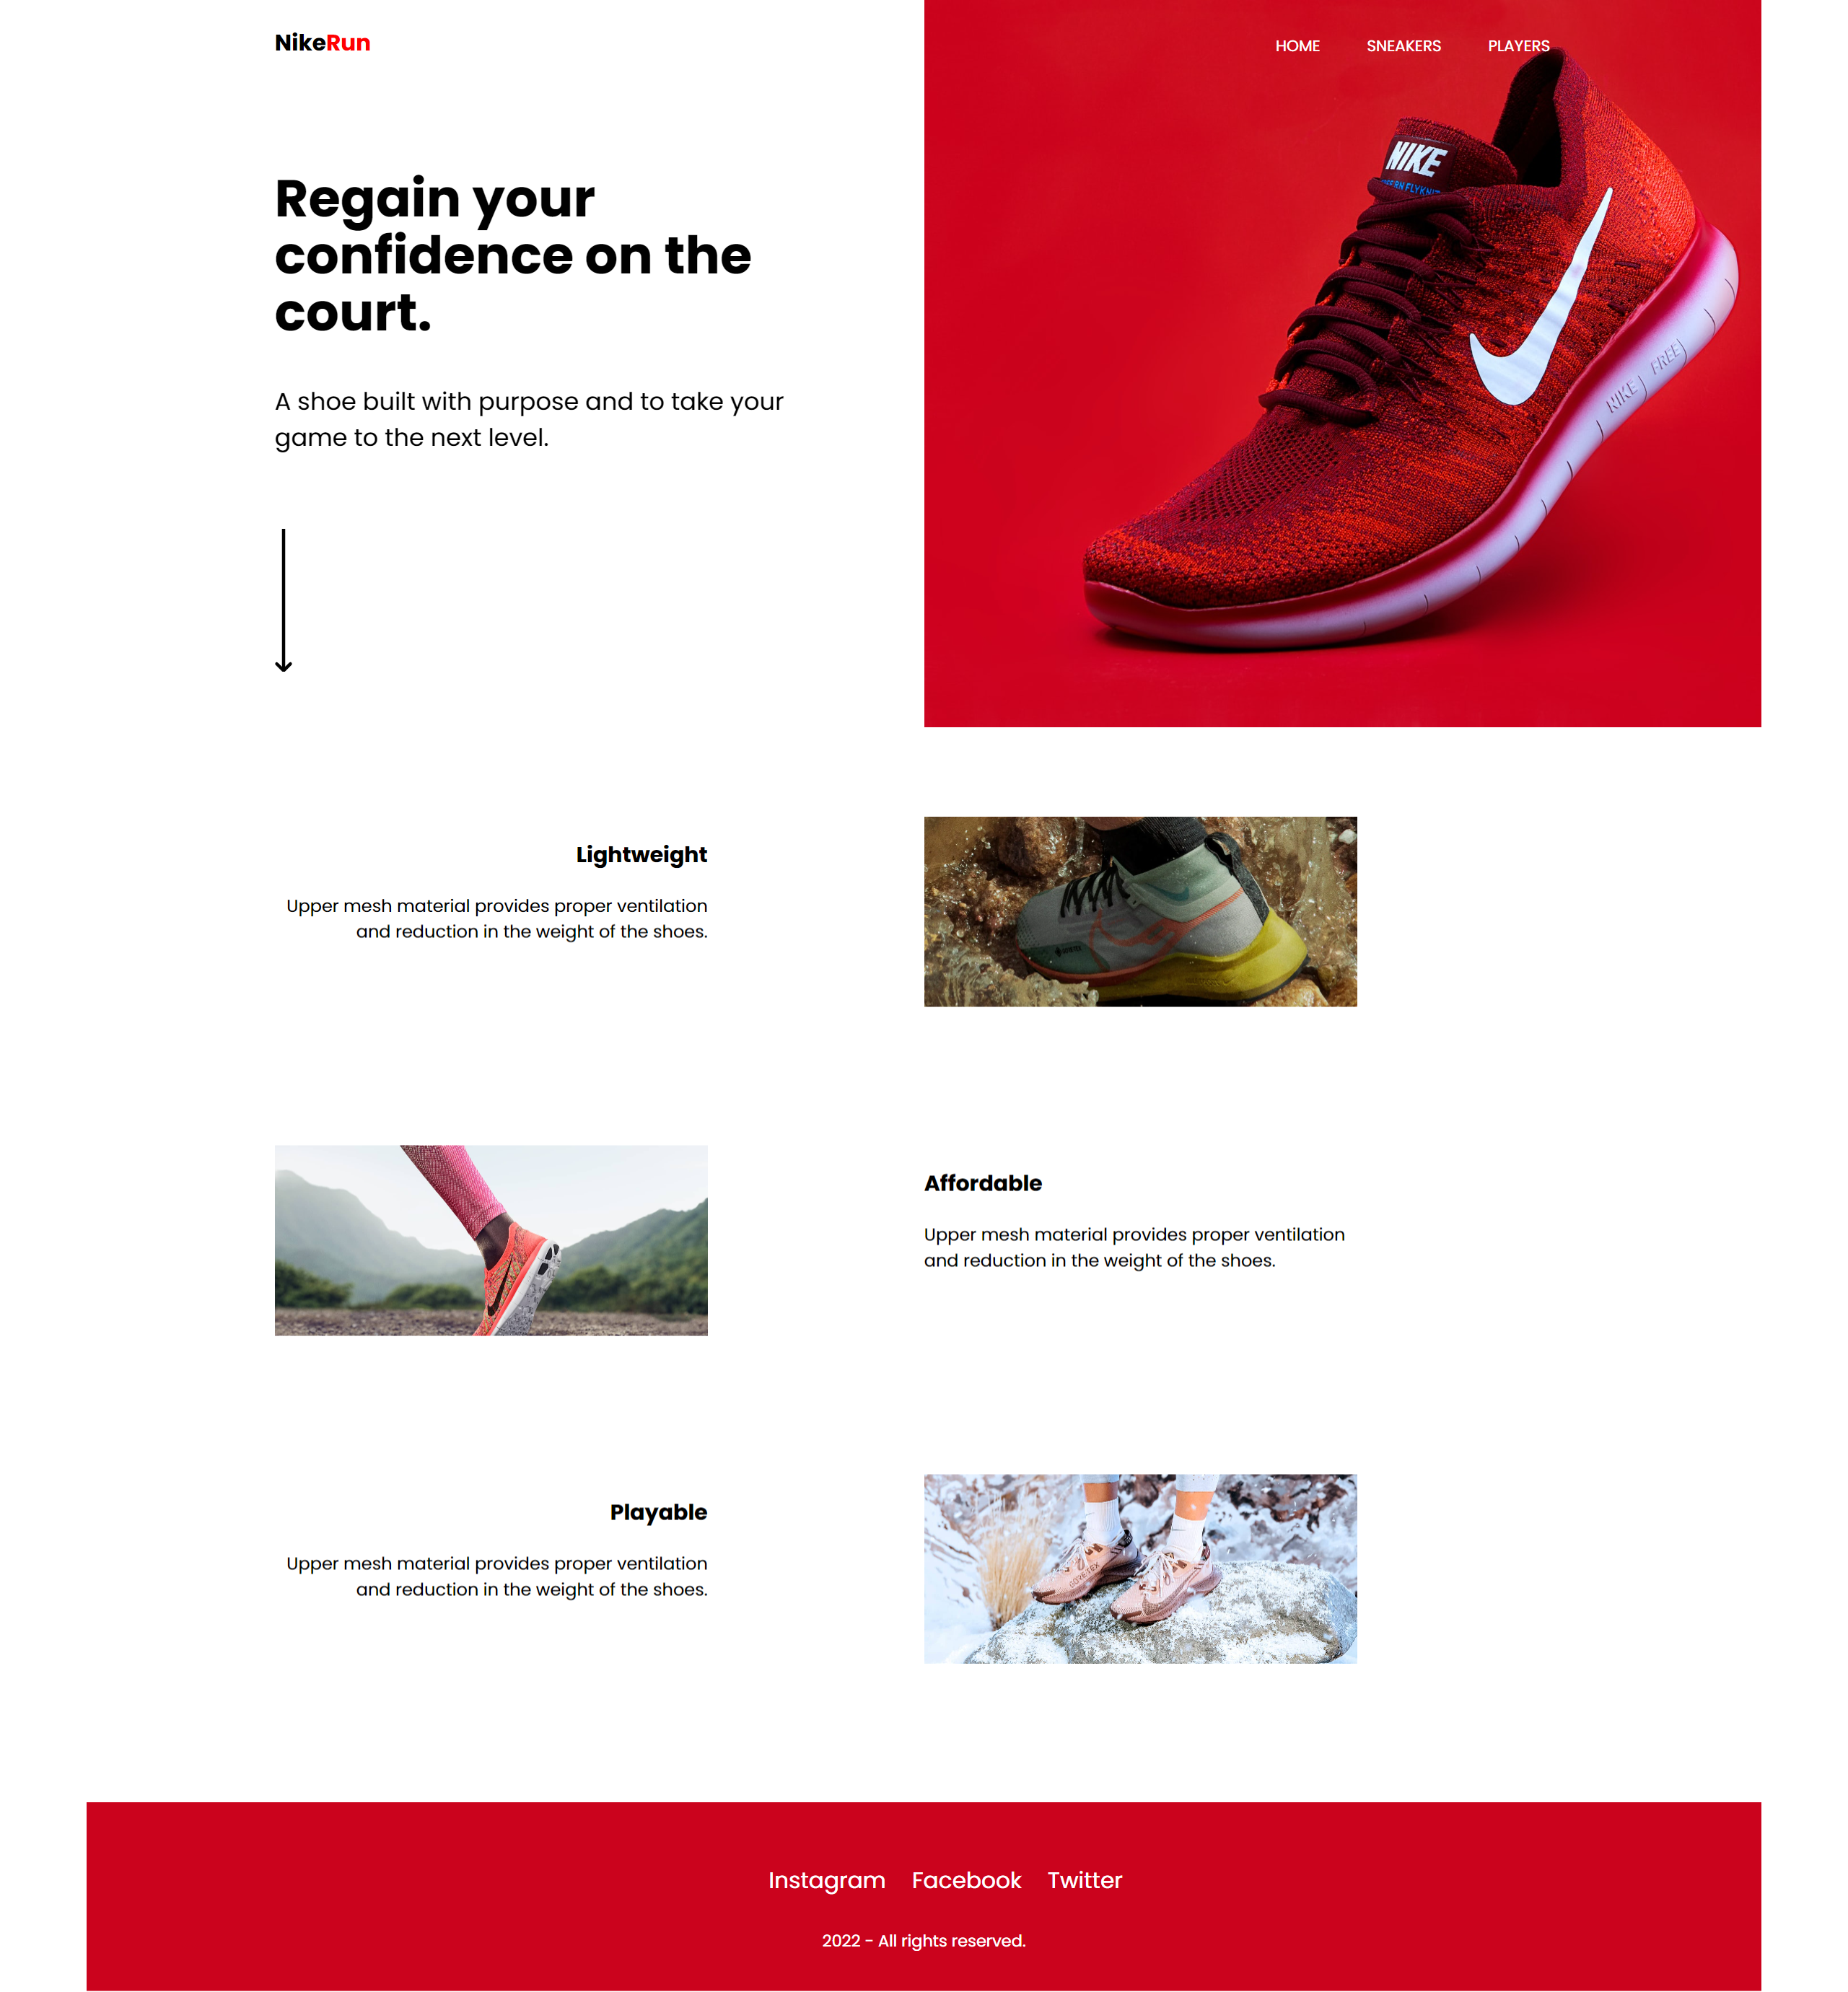 NikeRun
HOME SNEAKERS PLAYERS
NIKE
Regain your
confidence on the
court.
A shoe built with purpose and to take your
game to the next level.
NIKE FREE
Lightweight
Upper mesh material provides proper ventilation
and reduction in the weight of the shoes.
Affordable
Upper mesh material provides proper ventilation
and reduction in the weight of the shoes.
Playable
Upper mesh material provides proper ventilation
and reduction in the weight of the shoes.
Instagram Facebook Twitter
2022 - All rights reserved.